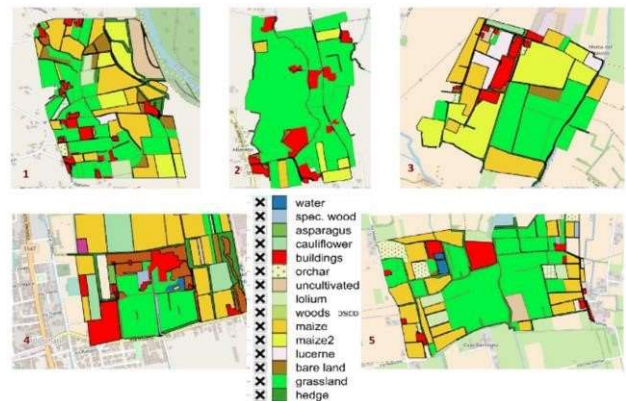 1
2
3
4
5
water
spec. wood
asparagus
cauliflower
buildings
orchar
uncultivated
lolium
woods
maize
maize2
lucerne
bare land
grassland
hedge